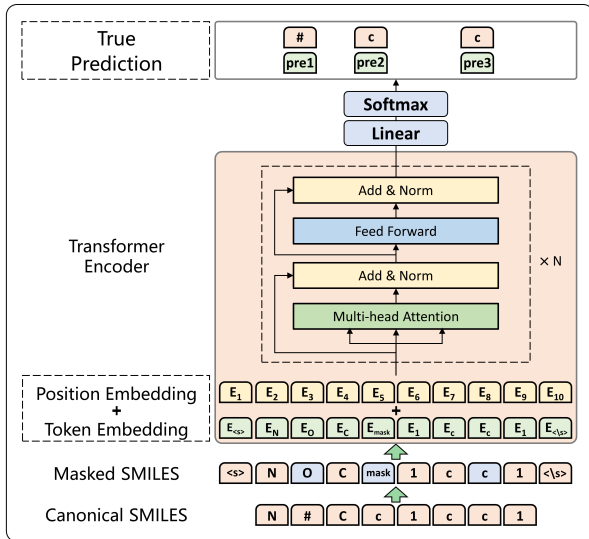 True # c c
Prediction pre1 pre2 pre3
Softmax
Linear
Add & Norm
Feed Forward
Transformer
Encoder
× N
Add & Norm
Multi-head Attention
Position Embedding E1 E2 E3 E4 E5 E6 E7 E8 E9 E10
+ +
Token Embedding E<s> EN EO EC Emask E1 Ec Ec E1 E<\s>
Masked SMILES <s> N O C mask 1 c c 1 <\s>
Canonical SMILES N # C c 1 c c 1